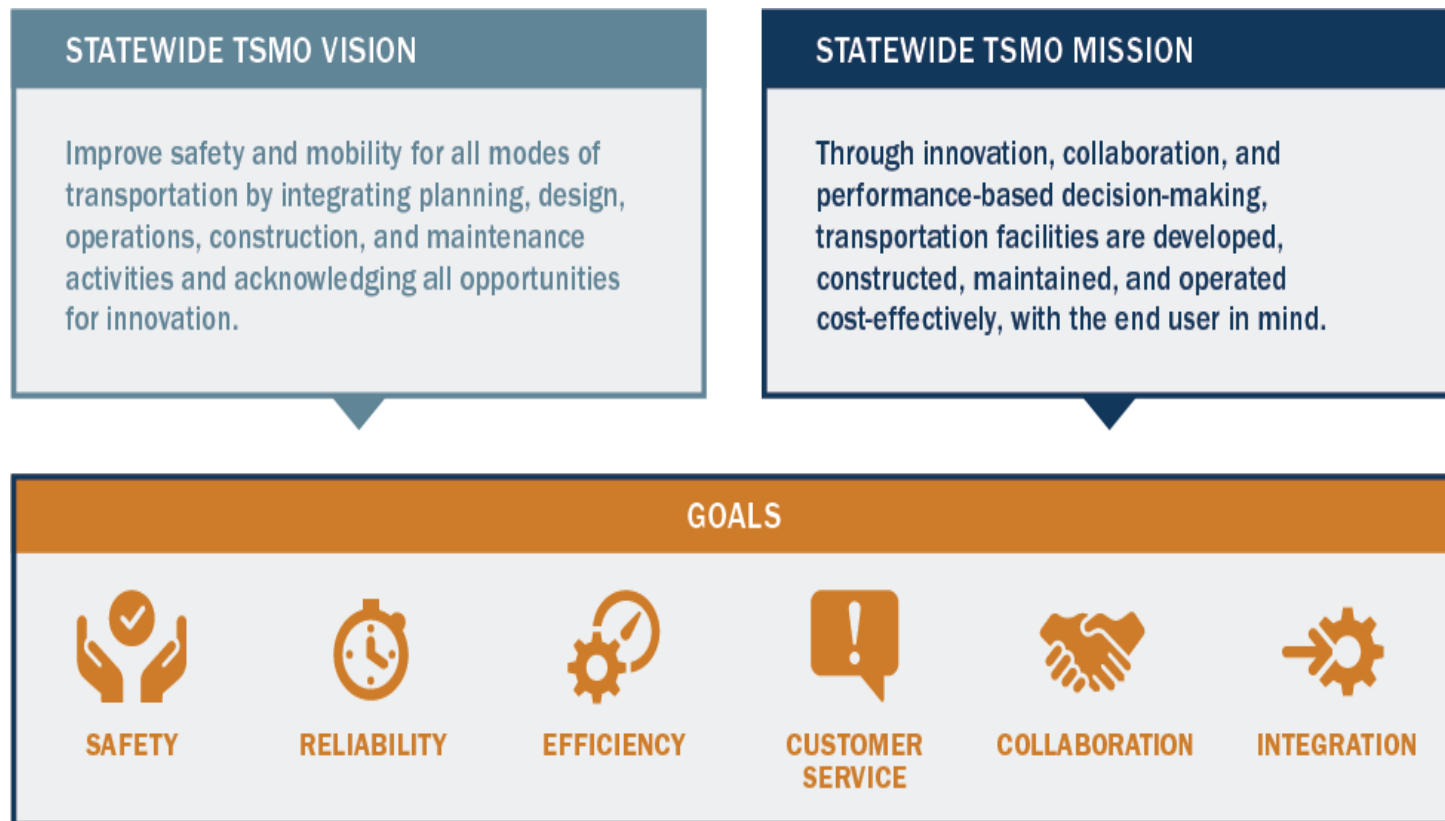 STATEWIDE TSMO VISION
Improve safety and mobility for all modes of
transportation by integrating planning, design,
operations, construction, and maintenance
activities and acknowledging all opportunities
for innovation.
STATEWIDE TSMO MISSION
Through innovation, collaboration, and
performance-based decision-making,
transportation facilities are developed,
constructed, maintained, and operated
cost-effectively, with the end user in mind.
GOALS
SAFETY
RELIABILITY
EFFICIENCY
CUSTOMER
SERVICE
COLLABORATION
INTEGRATION